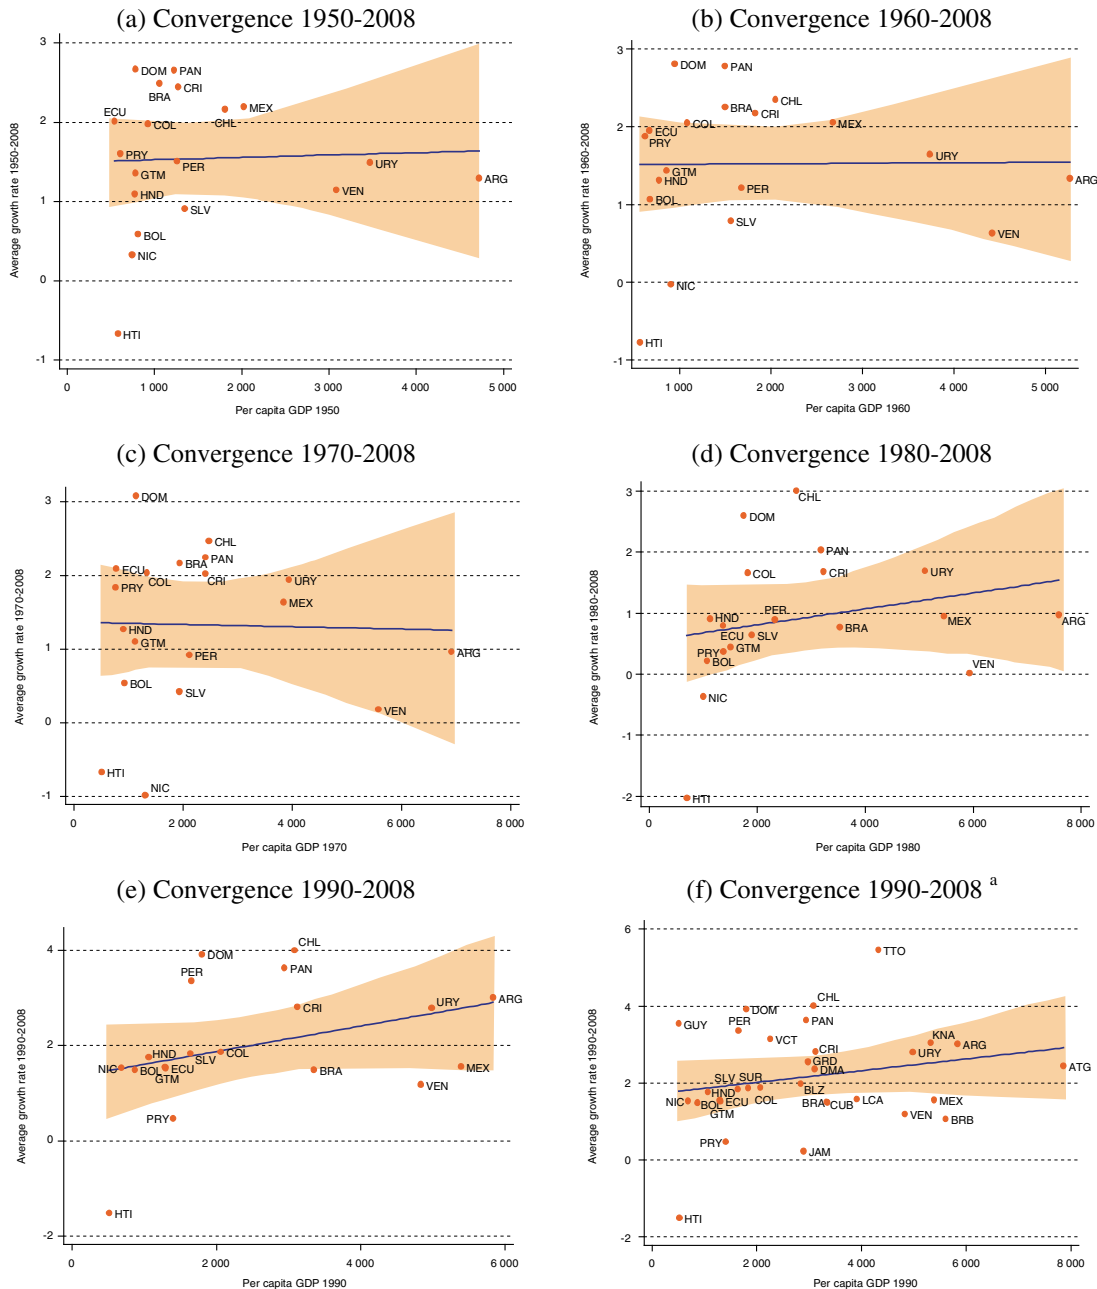 (a) Convergence 1950-2008
3
2
1
0
-1
Average growth rate 1950-2008
DOM
PAN
BRA
CRI
ECU
COL
CHL
MEX
PRY
PER
GTM
URY
HND
VEN
ARG
SLV
BOL
NIC
HTI
0
1 000
2 000
3 000
4 000
5 000
Per capita GDP 1950
(b) Convergence 1960-2008
3
2
1
0
-1
Average growth rate 1960-2008
DOM
PAN
BRA
CHL
CRI
COL
MEX
ECU
PRY
URY
GTM
HND
PER
ARG
BOL
SLV
VEN
NIC
HTI
1 000
2 000
3 000
4 000
5 000
Per capita GDP 1960
(c) Convergence 1970-2008
3
2
1
0
-1
Average growth rate 1970-2008
DOM
CHL
PAN
BRA
ECU
COL
CRI
URY
PRY
MEX
HND
GTM
PER
ARG
BOL
SLV
VEN
HTI
NIC
0
2 000
4 000
6 000
8 000
Per capita GDP 1970
(d) Convergence 1980-2008
3
2
1
0
-1
-2
Average growth rate 1980-2008
CHL
DOM
PAN
COL
CRI
URY
HND
PER
ECU
SLV
BRA
MEX
ARG
PRY
GTM
BOL
VEN
NIC
HTI
0
2 000
4 000
6 000
8 000
Per capita GDP 1980
(e) Convergence 1990-2008
4
2
0
-2
Average growth rate 1990-2008
CHL
DOM
PER
PAN
CRI
URY
ARG
HND
SLV
COL
NIC
BOL
ECU
GTM
BRA
MEX
VEN
PRY
HTI
0
2 000
4 000
6 000
Per capita GDP 1990
(f) Convergence 1990-2008 a
6
4
2
0
-2
Average growth rate 1990-2008
TTO
CHL
DOM
GUY
PER
PAN
VCT
KNA
CRI
URY
ARG
GRD
DMA
ATG
SLV
SUR
HND
BLZ
NIC
BOL
ECU
COL
BRA
CUB
LCA
MEX
GTM
VEN
BRB
PRY
JAM
HTI
0
2 000
4 000
6 000
8 000
Per capita GDP 1990